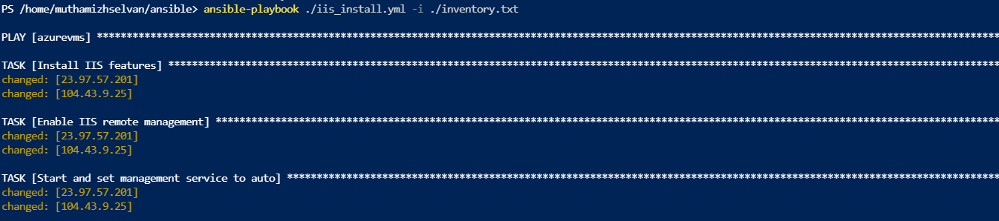 PS /home/muthamizhselvan/ansible> ansible-playbook ./iis_install.yml -i ./inventory.txt
PLAY [azurevms] ********************************************************************************************************************************************************
TASK [Install IIS features] ********************************************************************************************************************************************
changed: [23.97.57.201]
changed: [104.43.9.25]
TASK [Enable IIS remote management] ************************************************************************************************************************************
changed: [23.97.57.201]
changed: [104.43.9.25]
TASK [Start and set management service to auto] ************************************************************************************************************************
changed: [23.97.57.201]
changed: [104.43.9.25]